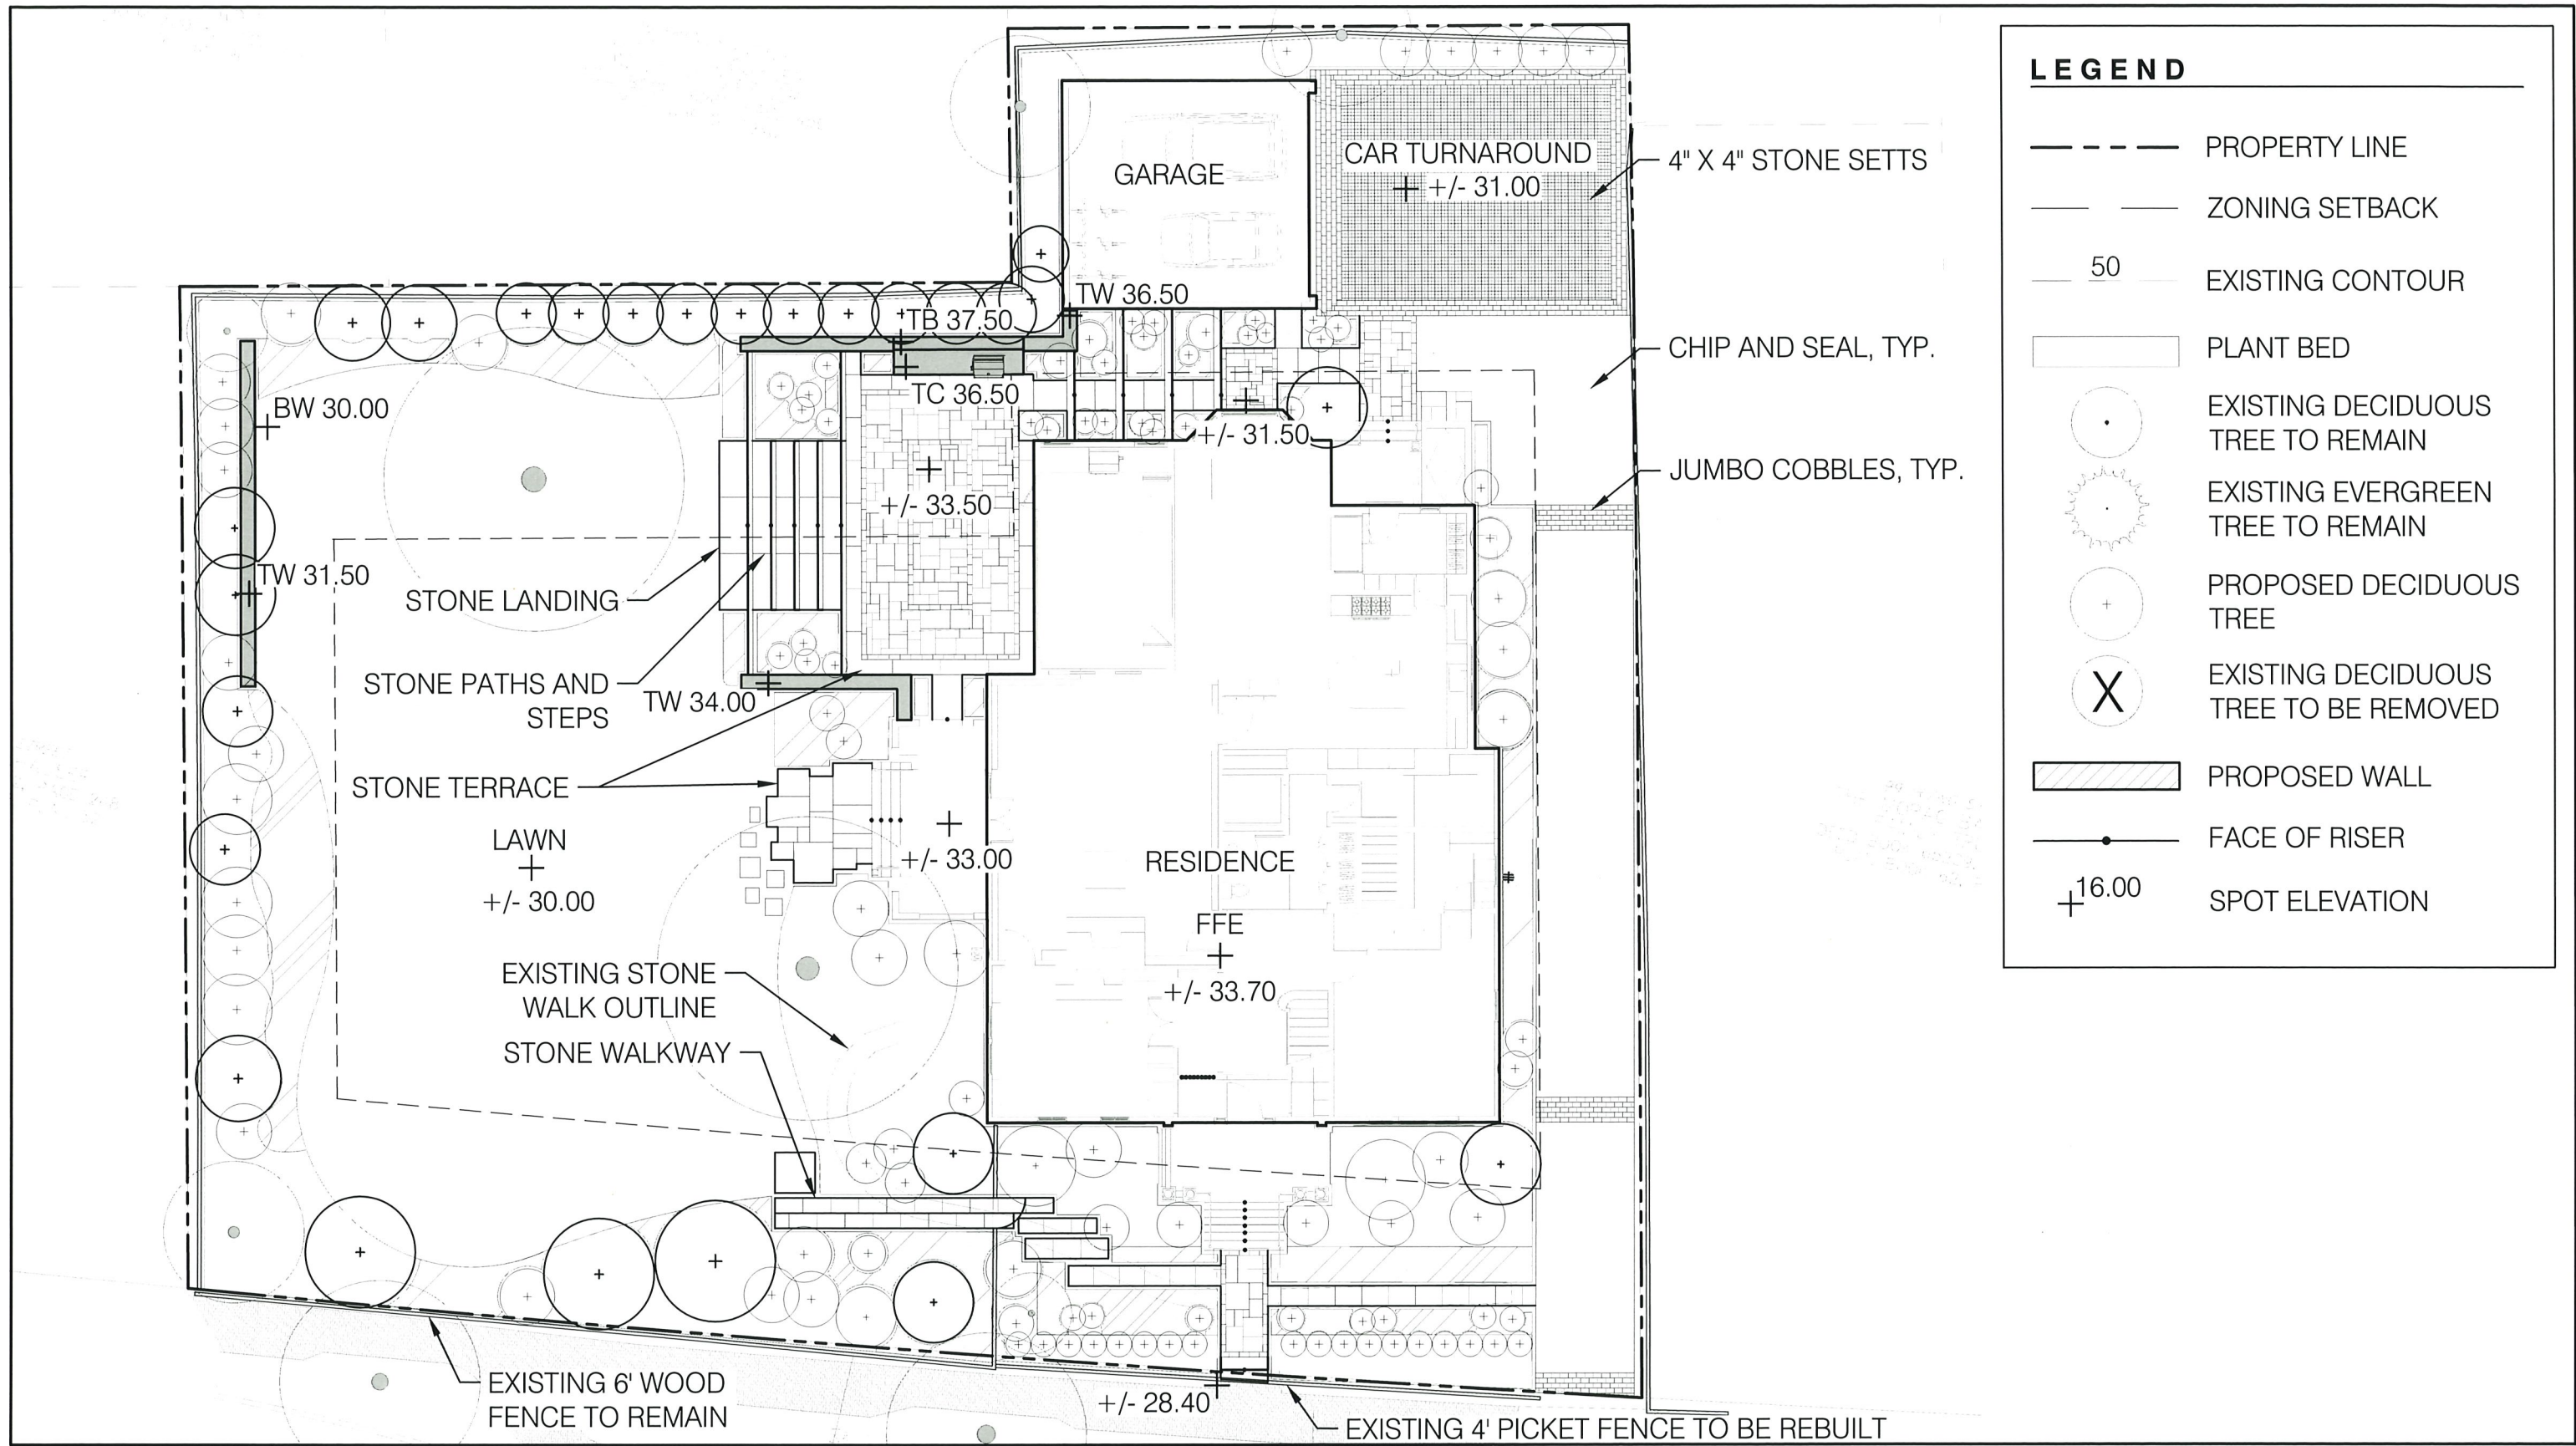 GARAGE
CAR TURNAROUND
+/- 31.00
4" X 4" STONE SETTS
TW 36.50
TB 37.50
TC 36.50
CHIP AND SEAL, TYP.
BW 30.00
+/- 31.50
JUMBO COBBLES, TYP.
+/- 33.50
TW 31.50
STONE LANDING
STONE PATHS AND
STEPS
TW 34.00
STONE TERRACE
LAWN
+/- 30.00
+/- 33.00
RESIDENCE
FFE
+/- 33.70
EXISTING STONE
WALK OUTLINE
STONE WALKWAY
EXISTING 6' WOOD
FENCE TO REMAIN
+/- 28.40
EXISTING 4' PICKET FENCE TO BE REBUILT
LEGEND
PROPERTY LINE
ZONING SETBACK
50
EXISTING CONTOUR
PLANT BED
EXISTING DECIDUOUS
TREE TO REMAIN
EXISTING EVERGREEN
TREE TO REMAIN
PROPOSED DECIDUOUS
TREE
X
EXISTING DECIDUOUS
TREE TO BE REMOVED
PROPOSED WALL
FACE OF RISER
16.00
SPOT ELEVATION